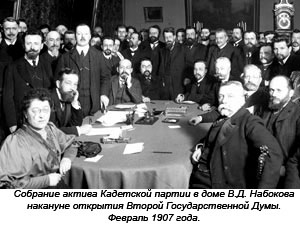 Собрание актива Кадетской партии в доме В.Д. Набокова
накануне открытия Второй Государственной Думы.
Февраль 1907 года.